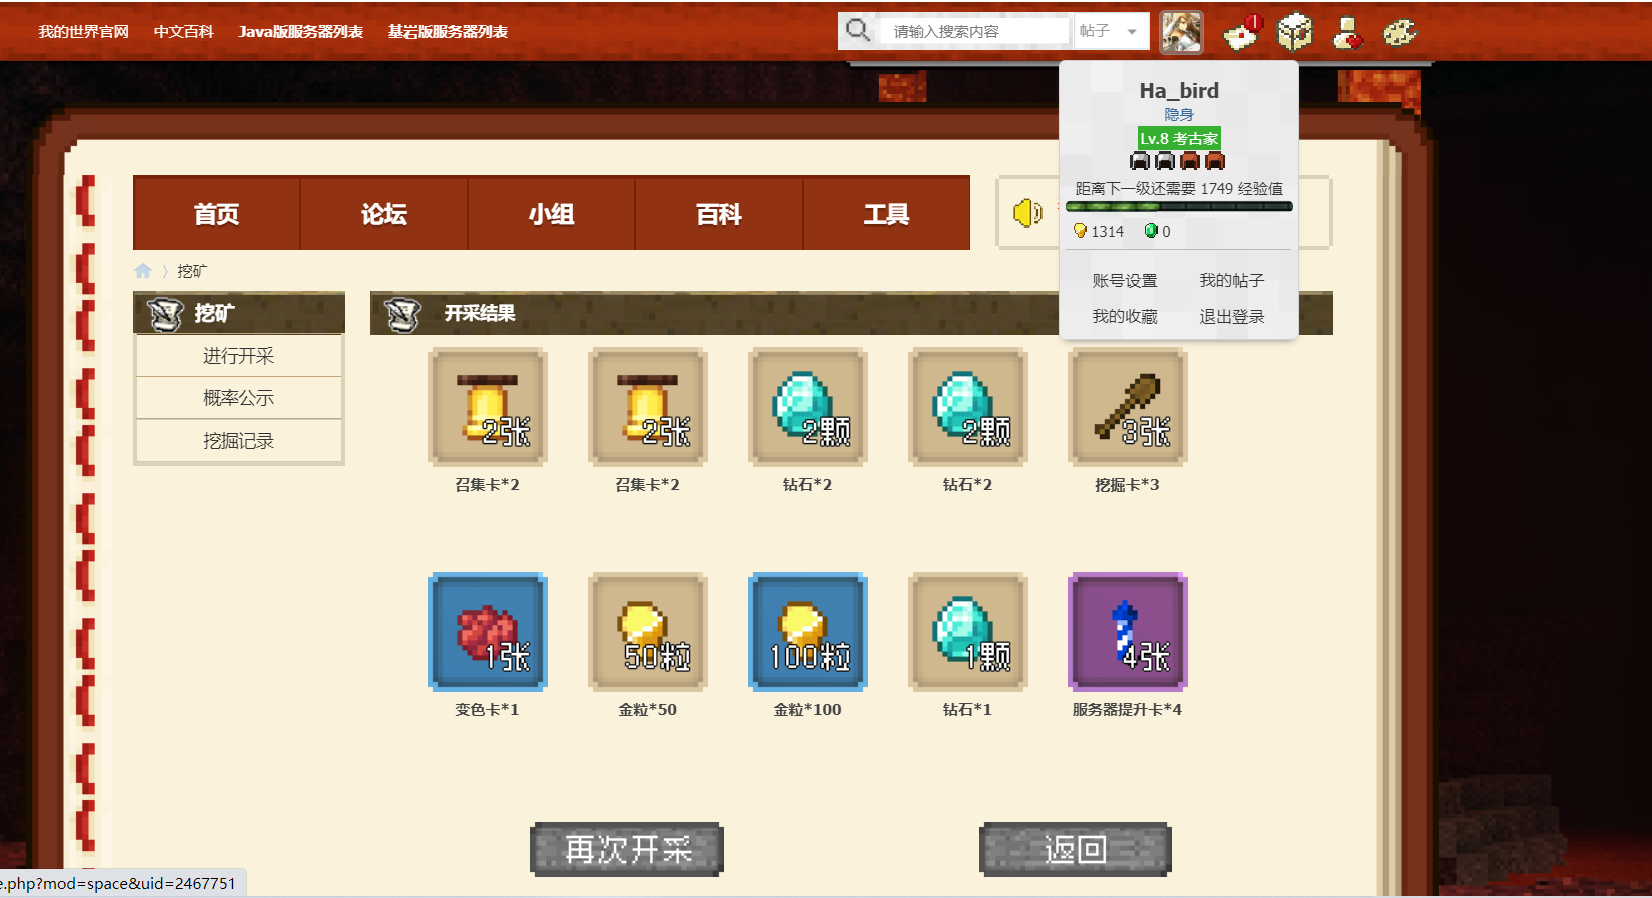 我的世界官网 中文百科 Java版服务器列表 基岩版服务器列表 请输入搜索内容 帖子
Ha_bird
隐身
Lv.8 考古家
距离下一级还需要 1749 经验值
1314 0
账号设置 我的帖子
我的收藏 退出登录
首页 论坛 小组 百科 工具
挖矿
挖矿
进行开采
概率公示
挖掘记录
开采结果
2张 2张 2颗 2颗 3张
召集卡*2 召集卡*2 钻石*2 钻石*2 挖掘卡*3
1张 50粒 100粒 1颗 4张
变色卡*1 金粒*50 金粒*100 钻石*1 服务器提升卡*4
再次开采 返回
e.php?mod=space&uid=2467751